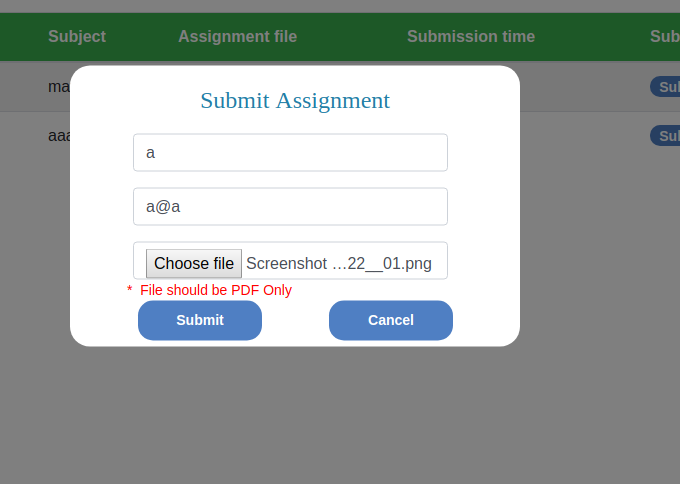 Subject Assignment file Submission time Sub
ma
Sub
aaa
Sub
Submit Assignment
a
a@a
Choose file Screenshot …22__01.png
* File should be PDF Only
Submit Cancel